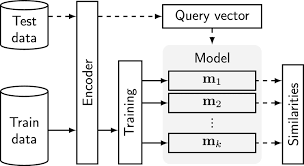 Test
data
Query vector
Encoder
Model
Training
m₁
m₂
⋮
mₖ
Similarities
Train
data